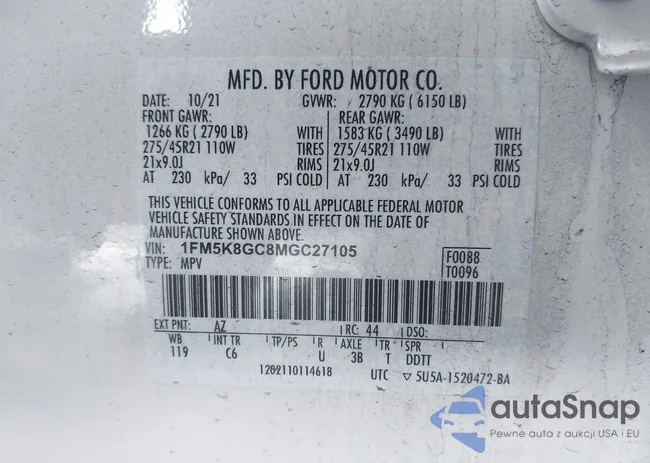 MFD. BY FORD MOTOR CO.
DATE: 10/21 GVWR: 2790 KG ( 6150 LB)
FRONT GAWR: REAR GAWR:
1266 KG ( 2790 LB) WITH 1583 KG ( 3490 LB) WITH
275/45R21 110W TIRES 275/45R21 110W TIRES
21x9.0J RIMS 21x9.0J RIMS
AT 230 kPa/ 33 PSI COLD AT 230 kPa/ 33 PSI COLD
THIS VEHICLE CONFORMS TO ALL APPLICABLE FEDERAL MOTOR
VEHICLE SAFETY STANDARDS IN EFFECT ON THE DATE OF
MANUFACTURE SHOWN ABOVE.
VIN: 1FM5K8GC8MGC27105 F0088
TYPE: MPV T0096
EXT PNT: AZ RC: 44 DSO:
WB INT TR TP/PS R AXLE TR SPR
119 C6 U 3B T DDTT
1202110114618 UTC 5U5A-1520472-BA
autaSnap
Pewne auta z aukcji USA i EU